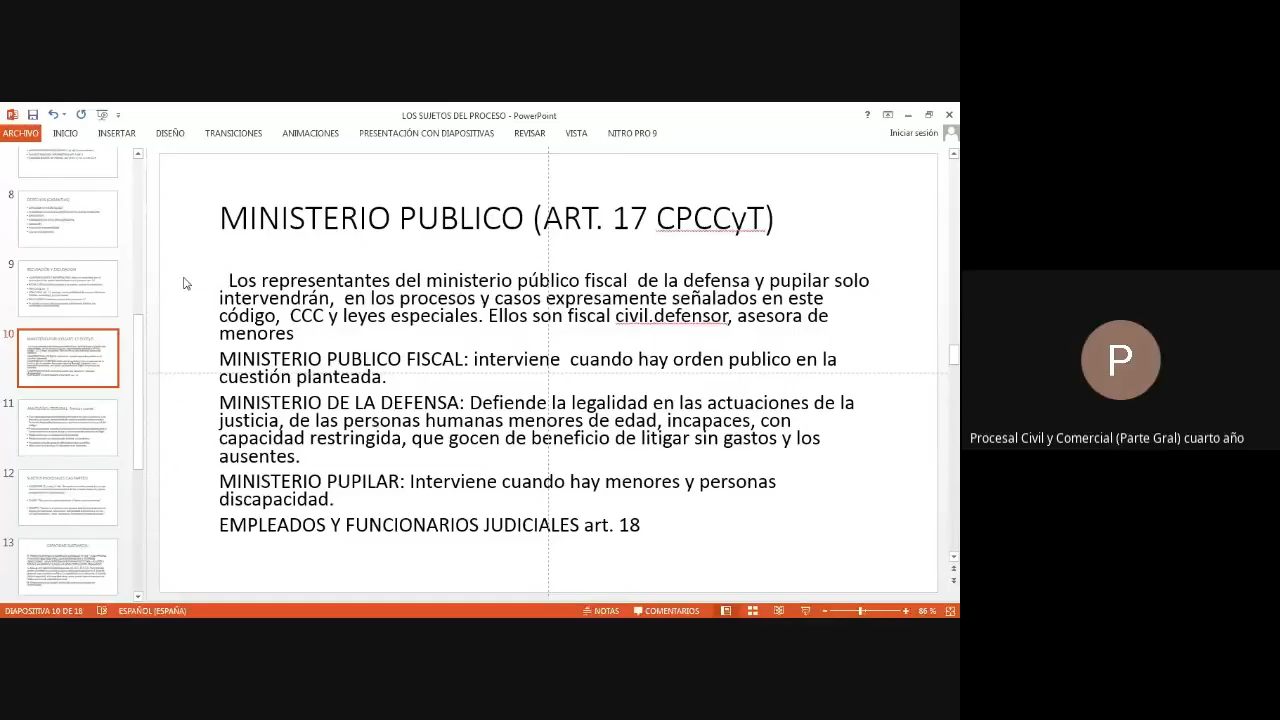 LOS SUJETOS DEL PROCESO - PowerPoint
?
ARCHIVO INICIO INSERTAR DISEÑO TRANSICIONES ANIMACIONES PRESENTACIÓN CON DIAPOSITIVAS REVISAR VISTA NITRO PRO 9 Iniciar sesión
8
9
10
11
12
13
MINISTERIO PUBLICO (ART. 17 CPCCyT)
. Los representantes del ministerio público fiscal de la defensa y pupilar solo
intervendrán, en los procesos y casos expresamente señalados en este
código, CCC y leyes especiales. Ellos son fiscal civil.defensor, asesora de
menores
MINISTERIO PUBLICO FISCAL: interviene cuando hay orden publico en la
cuestión planteada.
MINISTERIO DE LA DEFENSA: Defiende la legalidad en las actuaciones de la
justicia, de las personas humanas menores de edad, incapaces, con
capacidad restringida, que gocen de beneficio de litigar sin gastos y los
ausentes.
MINISTERIO PUPILAR: Interviene cuando hay menores y personas
discapacidad.
EMPLEADOS Y FUNCIONARIOS JUDICIALES art. 18
DIAPOSITIVA 10 DE 18 ESPAÑOL (ESPAÑA) NOTAS COMENTARIOS 86 %
P
Procesal Civil y Comercial (Parte Gral) cuarto año